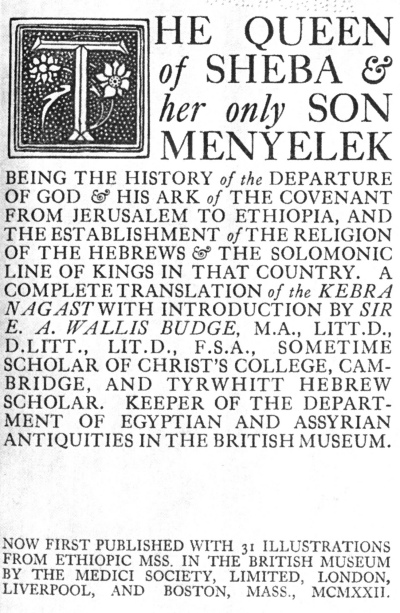 THE QUEEN
of SHEBA &
her only SON
MENYELEK
BEING THE HISTORY of the DEPARTURE
OF GOD & HIS ARK of THE COVENANT
FROM JERUSALEM TO ETHIOPIA, AND
THE ESTABLISHMENT of THE RELIGION
OF THE HEBREWS & THE SOLOMONIC
LINE OF KINGS IN THAT COUNTRY. A
COMPLETE TRANSLATION of the KEBRA
NAGAST WITH INTRODUCTION BY SIR
E. A. WALLIS BUDGE, M.A., LITT.D.,
D.LITT., LIT.D., F.S.A., SOMETIME
SCHOLAR OF CHRIST'S COLLEGE, CAM-
BRIDGE, AND TYRWHITT HEBREW
SCHOLAR. KEEPER OF THE DEPART-
MENT OF EGYPTIAN AND ASSYRIAN
ANTIQUITIES IN THE BRITISH MUSEUM.
NOW FIRST PUBLISHED WITH 31 ILLUSTRATIONS
FROM ETHIOPIC MSS. IN THE BRITISH MUSEUM
BY THE MEDICI SOCIETY, LIMITED, LONDON,
LIVERPOOL, AND BOSTON, MASS., MCMXXII.